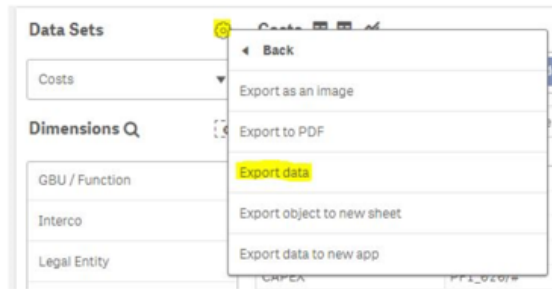 Data Sets
Costs
Back
Costs
Export as an image
Dimensions
Export to PDF
GBU / Function
Export data
Interco
Export object to new sheet
Legal Entity
Export data to new app
CAPEX